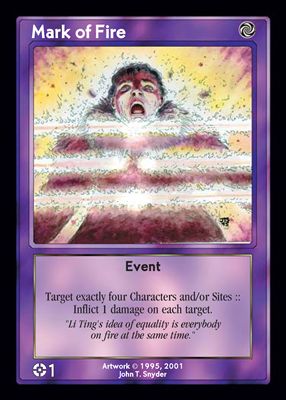 Mark of Fire
Event
Target exactly four Characters and/or Sites ::
Inflict 1 damage on each target.
"Li Ting's idea of equality is everybody
on fire at the same time."
1
Artwork © 1995, 2001
John T. Snyder